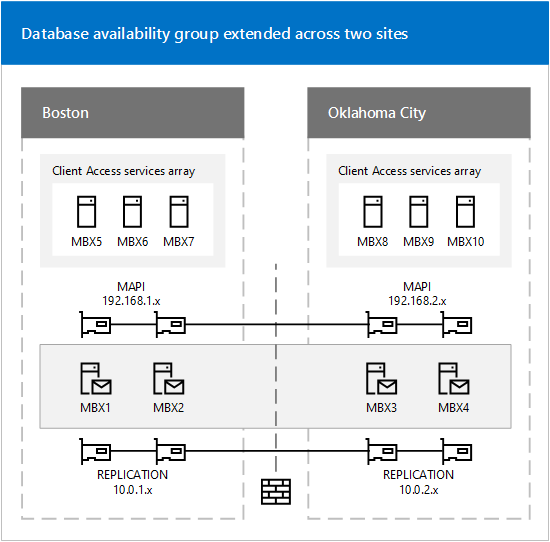 Database availability group extended across two sites
Boston
Oklahoma City
Client Access services array
Client Access services array
MBX5 MBX6 MBX7
MBX8 MBX9 MBX10
MAPI
192.168.1.x
MAPI
192.168.2.x
MBX1 MBX2
MBX3 MBX4
REPLICATION
10.0.1.x
REPLICATION
10.0.2.x